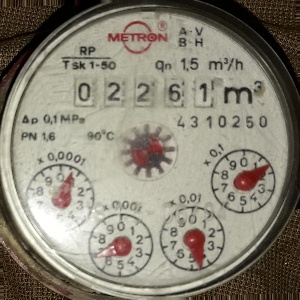 METRON ® A-V
B-H
RP
Tsk 1-50 qn 1,5 m³/h
02261 m³
Δp 0,1 MPa 4310250
PN 1,6 90°C
x 0,0001 x 0,1
x 0,001 x 0,01